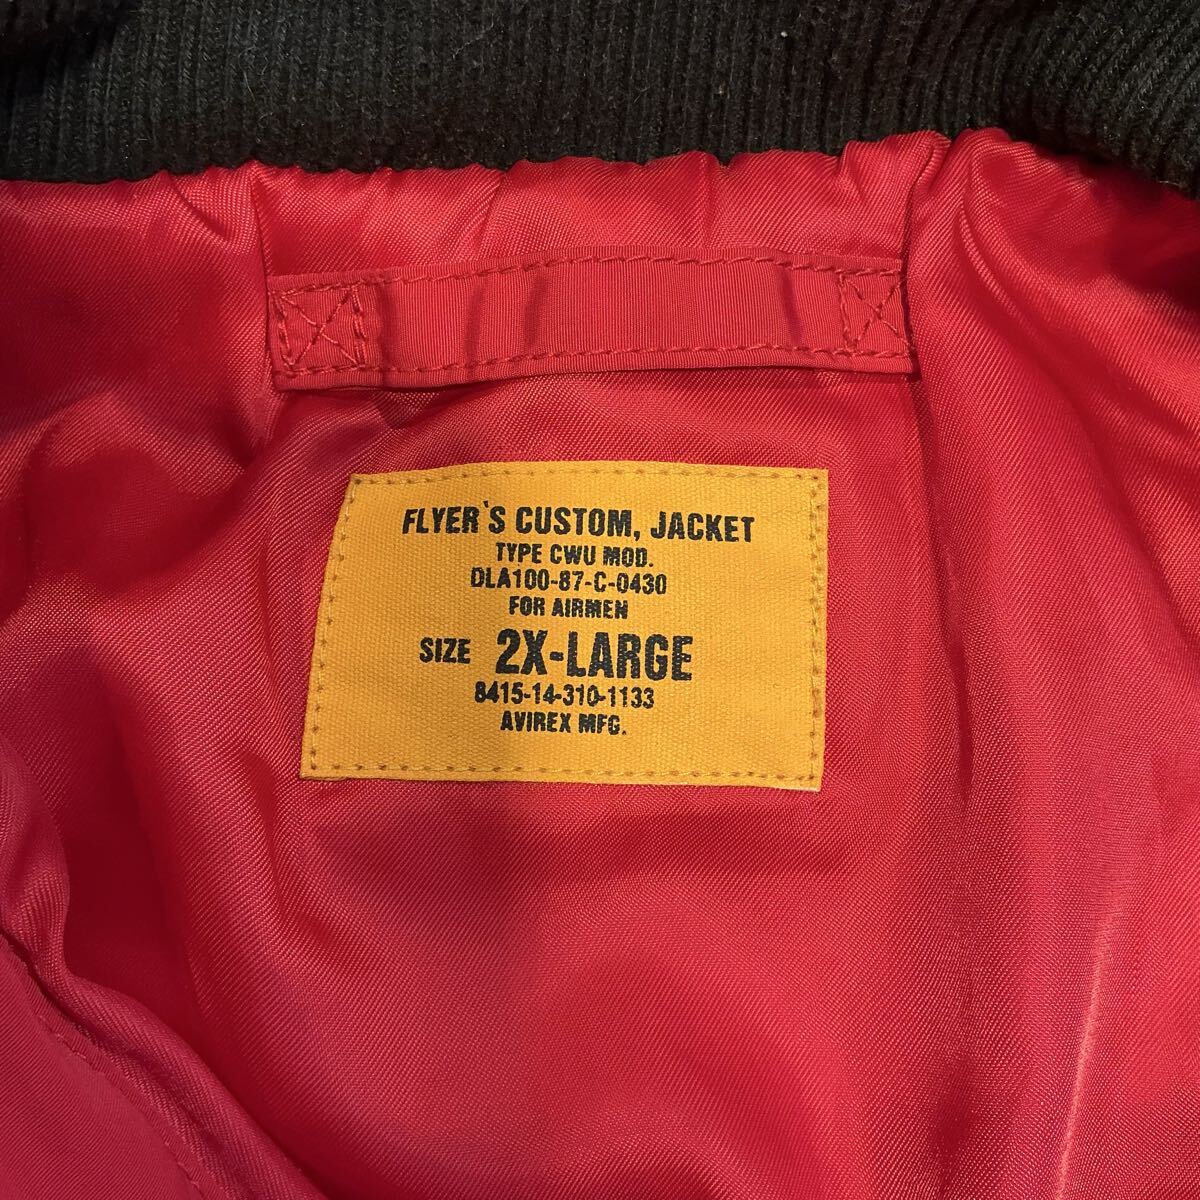 FLYER`S CUSTOM, JACKET
TYPE CWU MOD.
DLA100-87-C-0430
FOR AIRMEN
SIZE 2X-LARGE
8415-14-310-1133
AVIREX MFG.